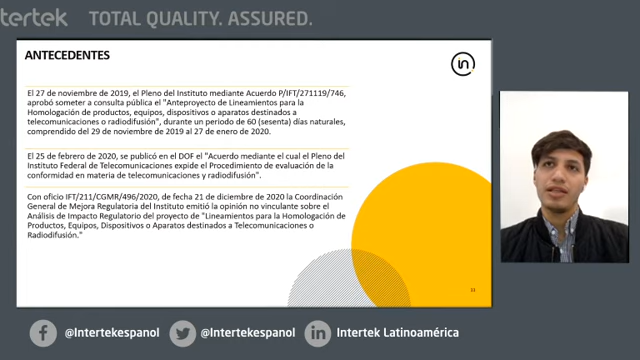 tertek TOTAL QUALITY. ASSURED.
ANTECEDENTES
in
El 27 de noviembre de 2019, el Pleno del Instituto mediante Acuerdo P/IFT/271119/746,
aprobó someter a consulta pública el "Anteproyecto de Lineamientos para la
Homologación de productos, equipos, dispositivos o aparatos destinados a
telecomunicaciones o radiodifusión", durante un periodo de 60 (sesenta) días naturales,
comprendido del 29 de noviembre de 2019 al 27 de enero de 2020.
El 25 de febrero de 2020, se publicó en el DOF el "Acuerdo mediante el cual el Pleno del
Instituto Federal de Telecomunicaciones expide el Procedimiento de evaluación de la
conformidad en materia de telecomunicaciones y radiodifusión".
Con oficio IFT/211/CGMR/496/2020, de fecha 21 de diciembre de 2020 la Coordinación
General de Mejora Regulatoria del Instituto emitió la opinión no vinculante sobre el
Análisis de Impacto Regulatorio del proyecto de "Lineamientos para la Homologación de
Productos, Equipos, Dispositivos o Aparatos destinados a Telecomunicaciones o
Radiodifusión."
f @Intertekespanol @Intertekespanol in Intertek Latinoamérica